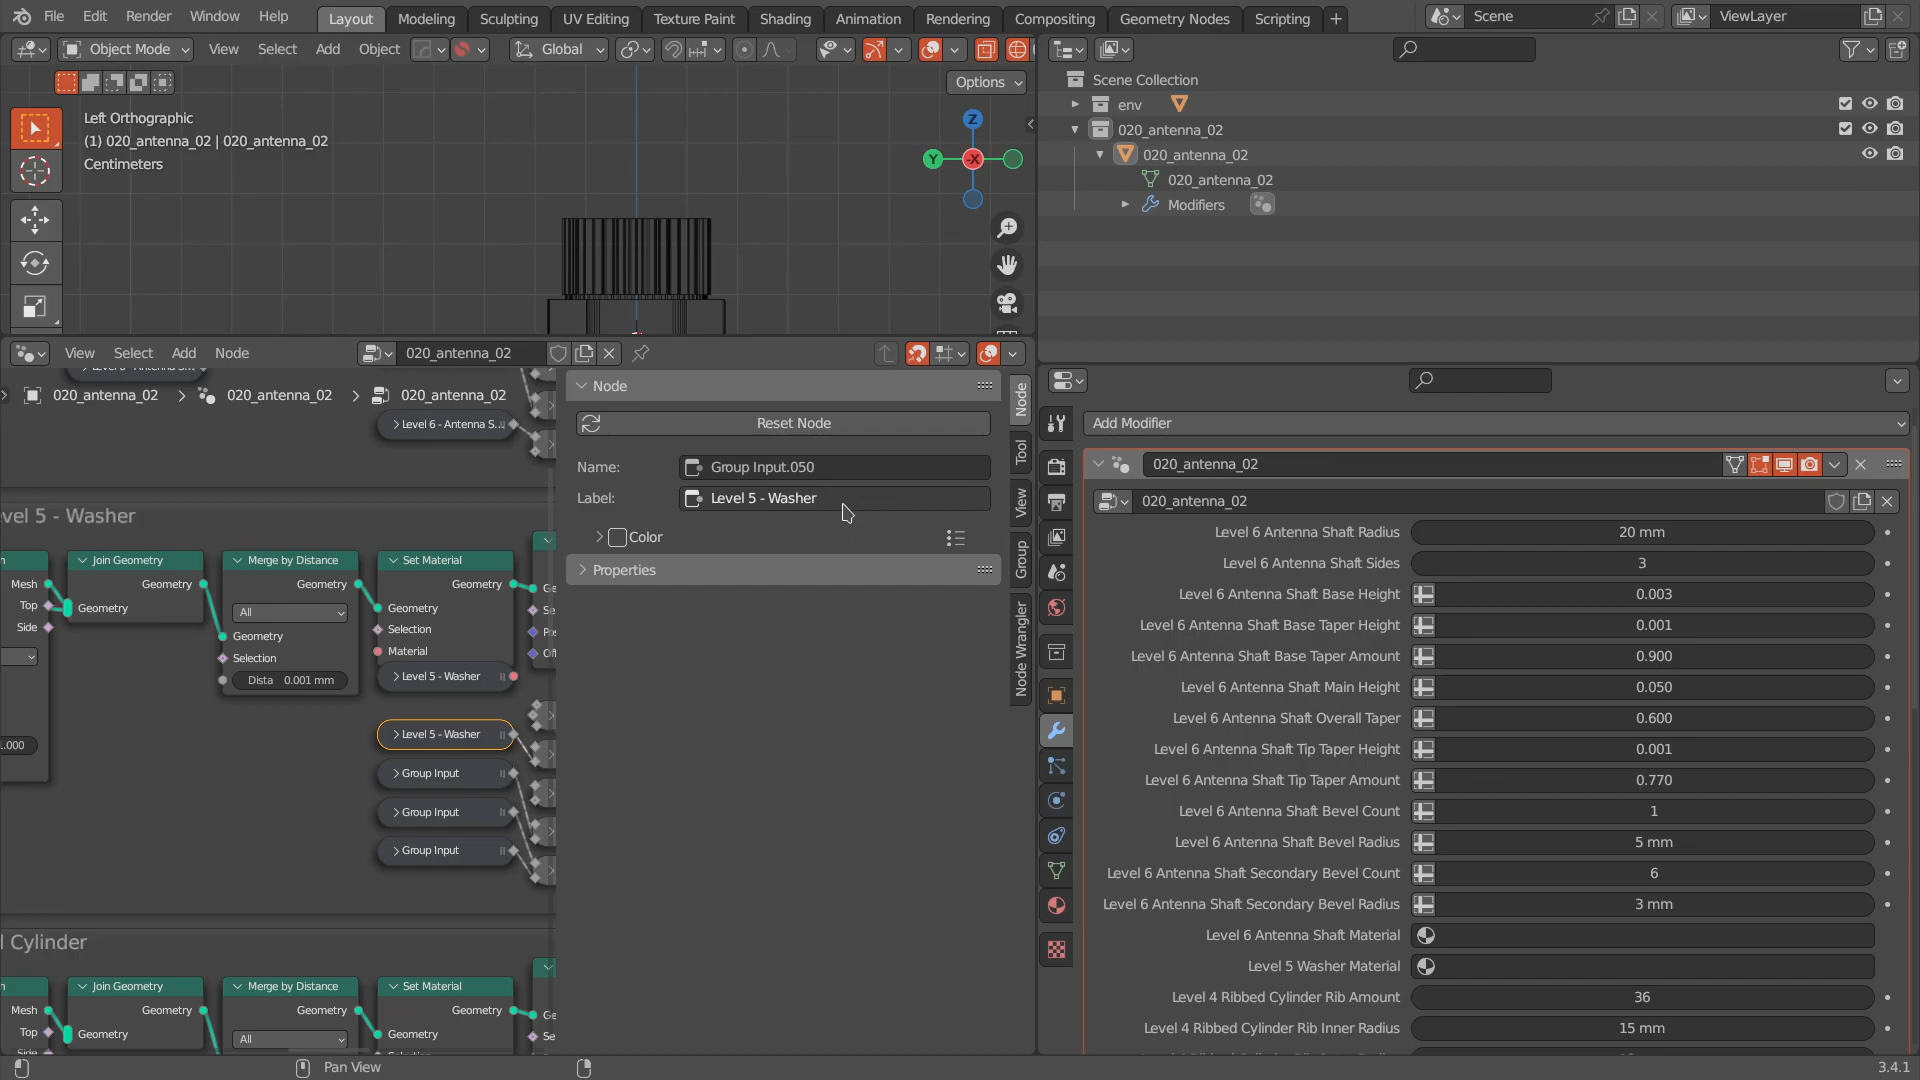 File Edit Render Window Help Layout Modeling Sculpting UV Editing Texture Paint Shading Animation Rendering Compositing Geometry Nodes Scripting + Scene ViewLayer
Object Mode View Select Add Object Global
Options
Left Orthographic
(1) 020_antenna_02 | 020_antenna_02
Centimeters
Z
Y
-X
Scene Collection
env
020_antenna_02
020_antenna_02
020_antenna_02
Modifiers
View Select Add Node 020_antenna_02
020_antenna_02 > 020_antenna_02 > 020_antenna_02
Level 6 - Antenna S...
vel 5 - Washer
Join Geometry
Geometry
Geometry
Mesh
Top
Side
Merge by Distance
Geometry
All
Geometry
Selection
Dista 0.001 mm
Set Material
Geometry
Geometry
Selection
Material
Level 5 - Washer
Level 5 - Washer
Group Input
Group Input
Group Input
.000
l Cylinder
Join Geometry
Geometry
Geometry
Mesh
Top
Side
Merge by Distance
Geometry
All
Set Material
Geometry
Geometry
Node
Reset Node
Name: Group Input.050
Label: Level 5 - Washer
Color
Properties
Node
Tool
View
Group
Node Wrangler
Add Modifier
020_antenna_02
020_antenna_02
Level 6 Antenna Shaft Radius 20 mm
Level 6 Antenna Shaft Sides 3
Level 6 Antenna Shaft Base Height 0.003
Level 6 Antenna Shaft Base Taper Height 0.001
Level 6 Antenna Shaft Base Taper Amount 0.900
Level 6 Antenna Shaft Main Height 0.050
Level 6 Antenna Shaft Overall Taper 0.600
Level 6 Antenna Shaft Tip Taper Height 0.001
Level 6 Antenna Shaft Tip Taper Amount 0.770
Level 6 Antenna Shaft Bevel Count 1
Level 6 Antenna Shaft Bevel Radius 5 mm
Level 6 Antenna Shaft Secondary Bevel Count 6
Level 6 Antenna Shaft Secondary Bevel Radius 3 mm
Level 6 Antenna Shaft Material
Level 5 Washer Material
Level 4 Ribbed Cylinder Rib Amount 36
Level 4 Ribbed Cylinder Rib Inner Radius 15 mm
Pan View
3.4.1